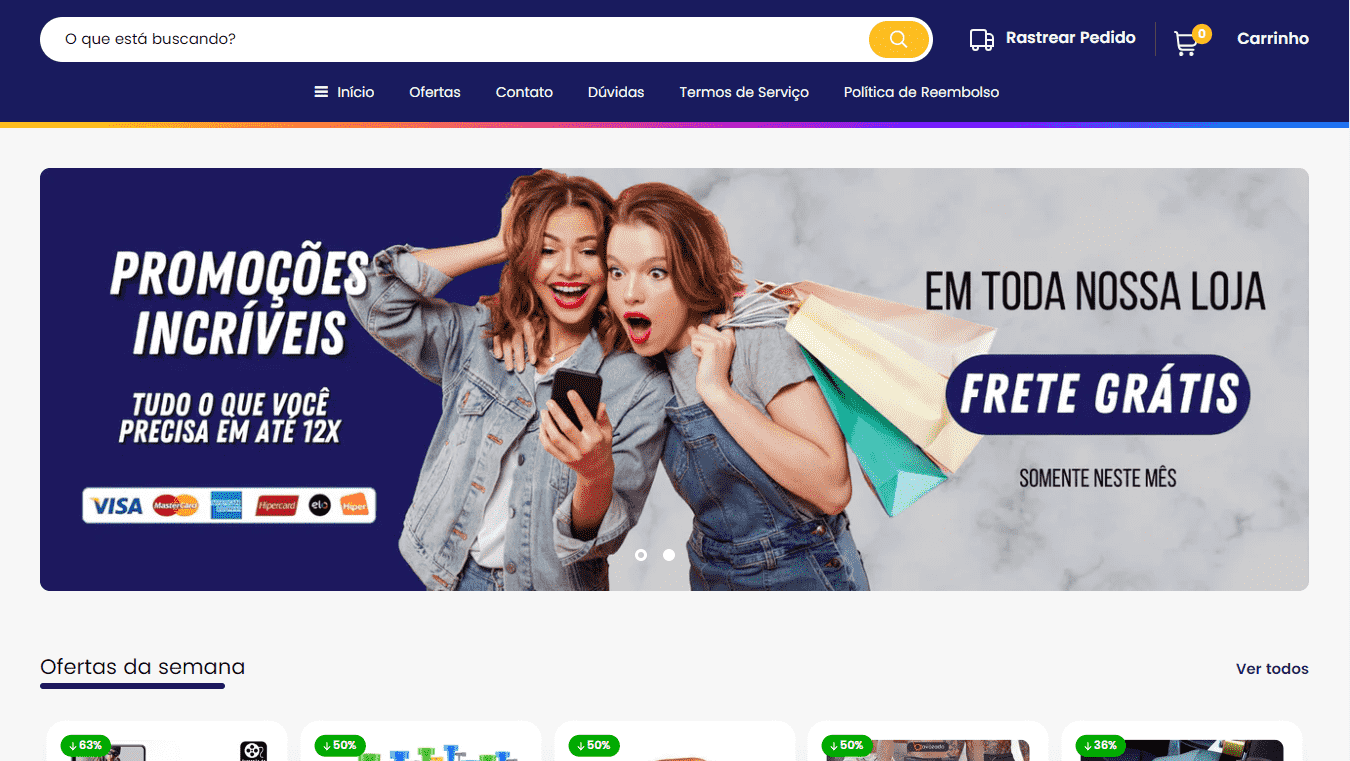 O que está buscando?
Rastrear Pedido
0
Carrinho
Início
Ofertas
Contato
Dúvidas
Termos de Serviço
Política de Reembolso
PROMOÇÕES
INCRÍVEIS
TUDO O QUE VOCÊ
PRECISA EM ATÉ 12X
VISA
MasterCard
Hipercard
elo
Hiper
EM TODA NOSSA LOJA
FRETE GRÁTIS
SOMENTE NESTE MÊS
Ofertas da semana
Ver todos
↓63%
↓50%
↓50%
↓50%
↓36%